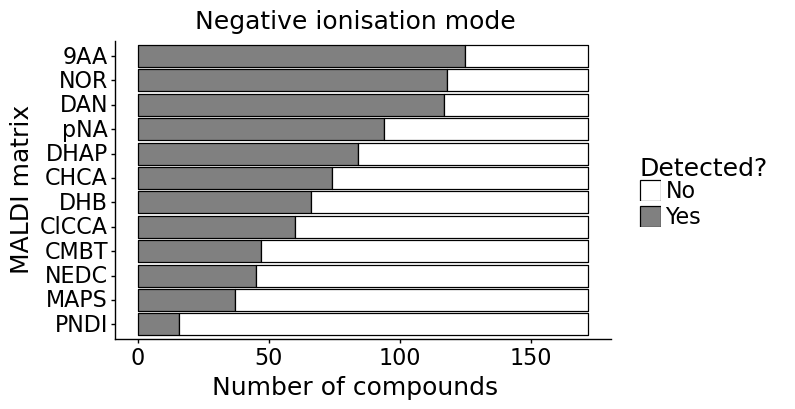 Negative ionisation mode
MALDI matrix
9AA
NOR
DAN
pNA
DHAP
CHCA
DHB
ClCCA
CMBT
NEDC
MAPS
PNDI
0 50 100 150
Number of compounds
Detected?
No
Yes